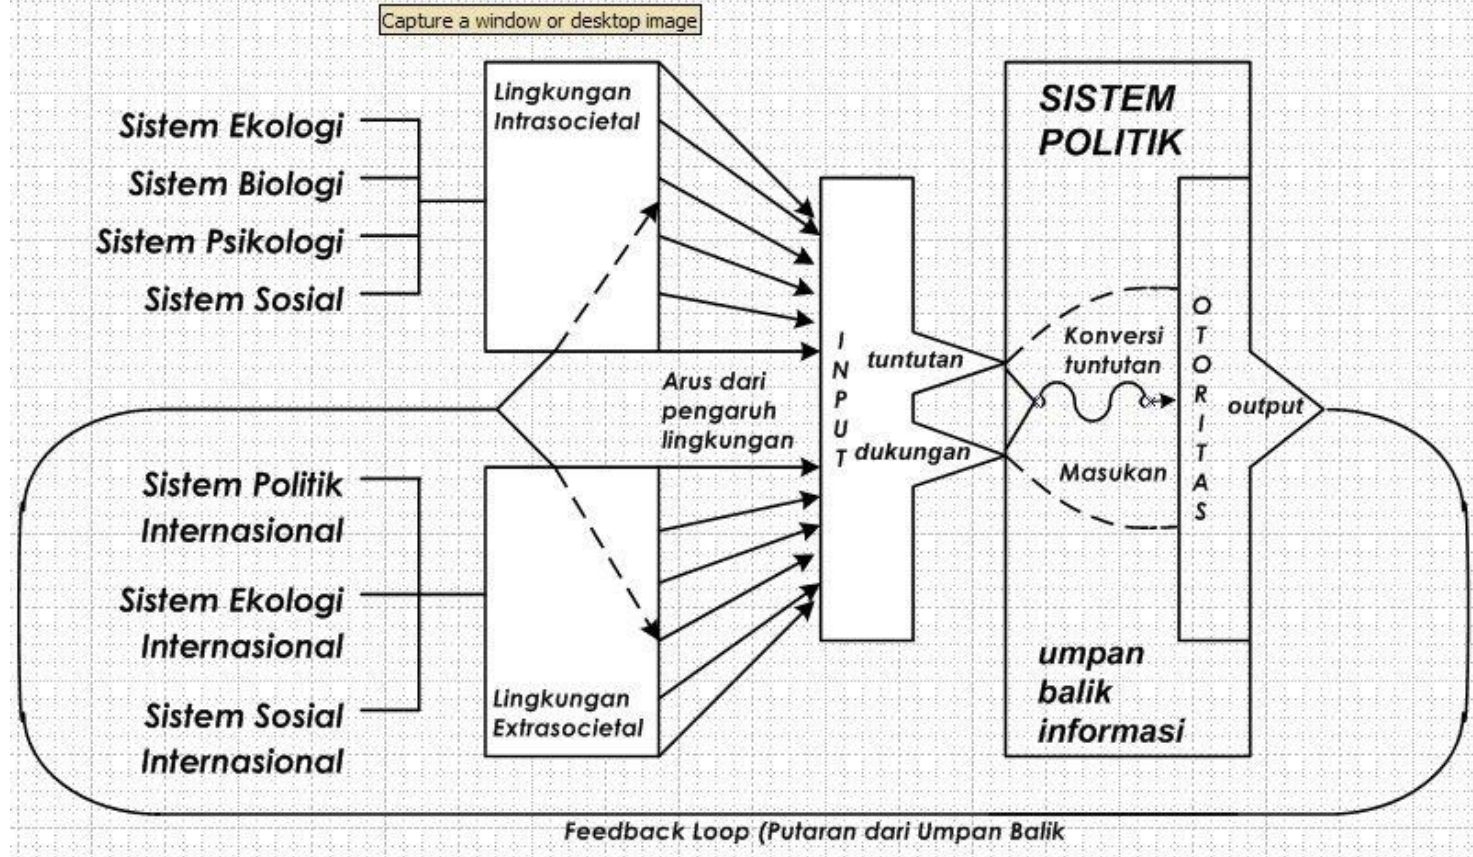 Capture a window or desktop image
Lingkungan
Intrasocietal
Sistem Ekologi
Sistem Biologi
Sistem Psikologi
Sistem Sosial
Arus dari
pengaruh
lingkungan
Sistem Politik
Internasional
Sistem Ekologi
Internasional
Sistem Sosial
Internasional
Lingkungan
Extrasocietal
INPUT
tuntutan
dukungan
SISTEM
POLITIK
Konversi
tuntutan
Masukan
OTORITAS
output
umpan
balik
informasi
Feedback Loop (Putaran dari Umpan Balik